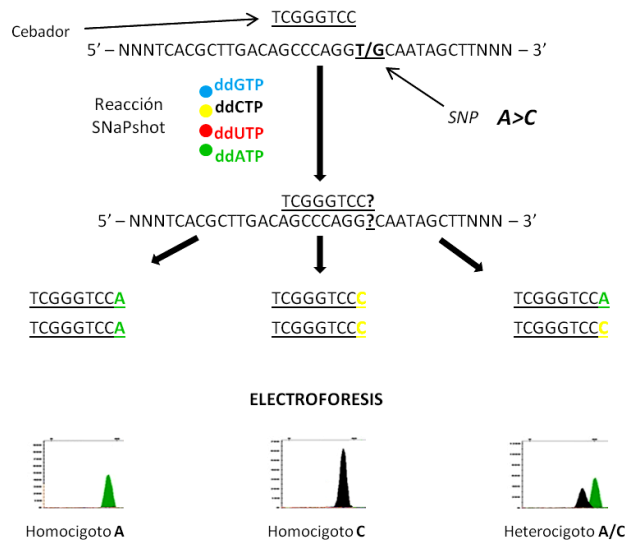 TCGGGTCC
Cebador
5’ – NNNTCACGCTTGACAGCCCAGGT/GCAATAGCTTNNN – 3’
ddGTP
Reacción
SNaPshot
ddCTP
ddUTP
ddATP
SNP A>C
TCGGGTCC?
5’ – NNNTCACGCTTGACAGCCCAGG?CAATAGCTTNNN – 3’
TCGGGTCCA
TCGGGTCCA
TCGGGTCCC
TCGGGTCCC
TCGGGTCCA
TCGGGTCCC
ELECTROFORESIS
Homocigoto A
Homocigoto C
Heterocigoto A/C